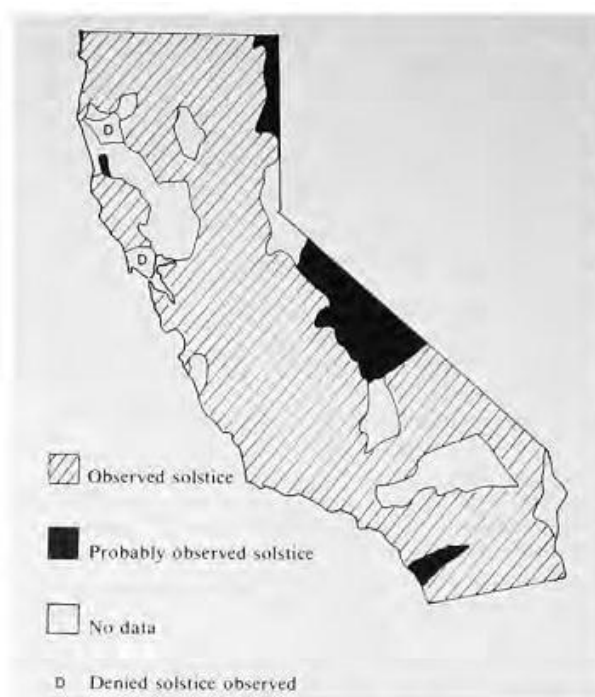 D
D
Observed solstice
Probably observed solstice
No data
D Denied solstice observed